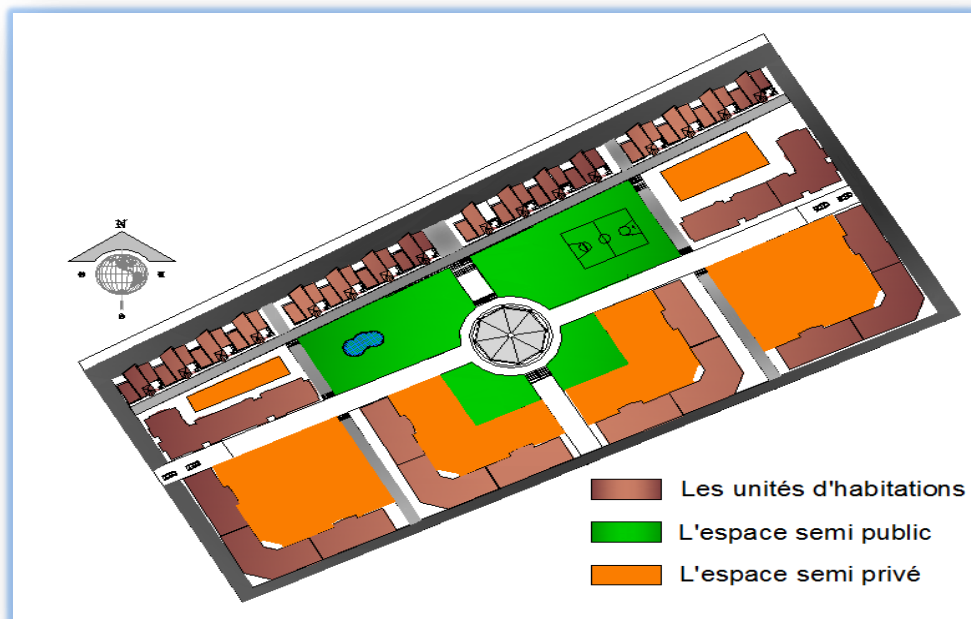 N
Les unités d'habitations
L'espace semi public
L'espace semi privé